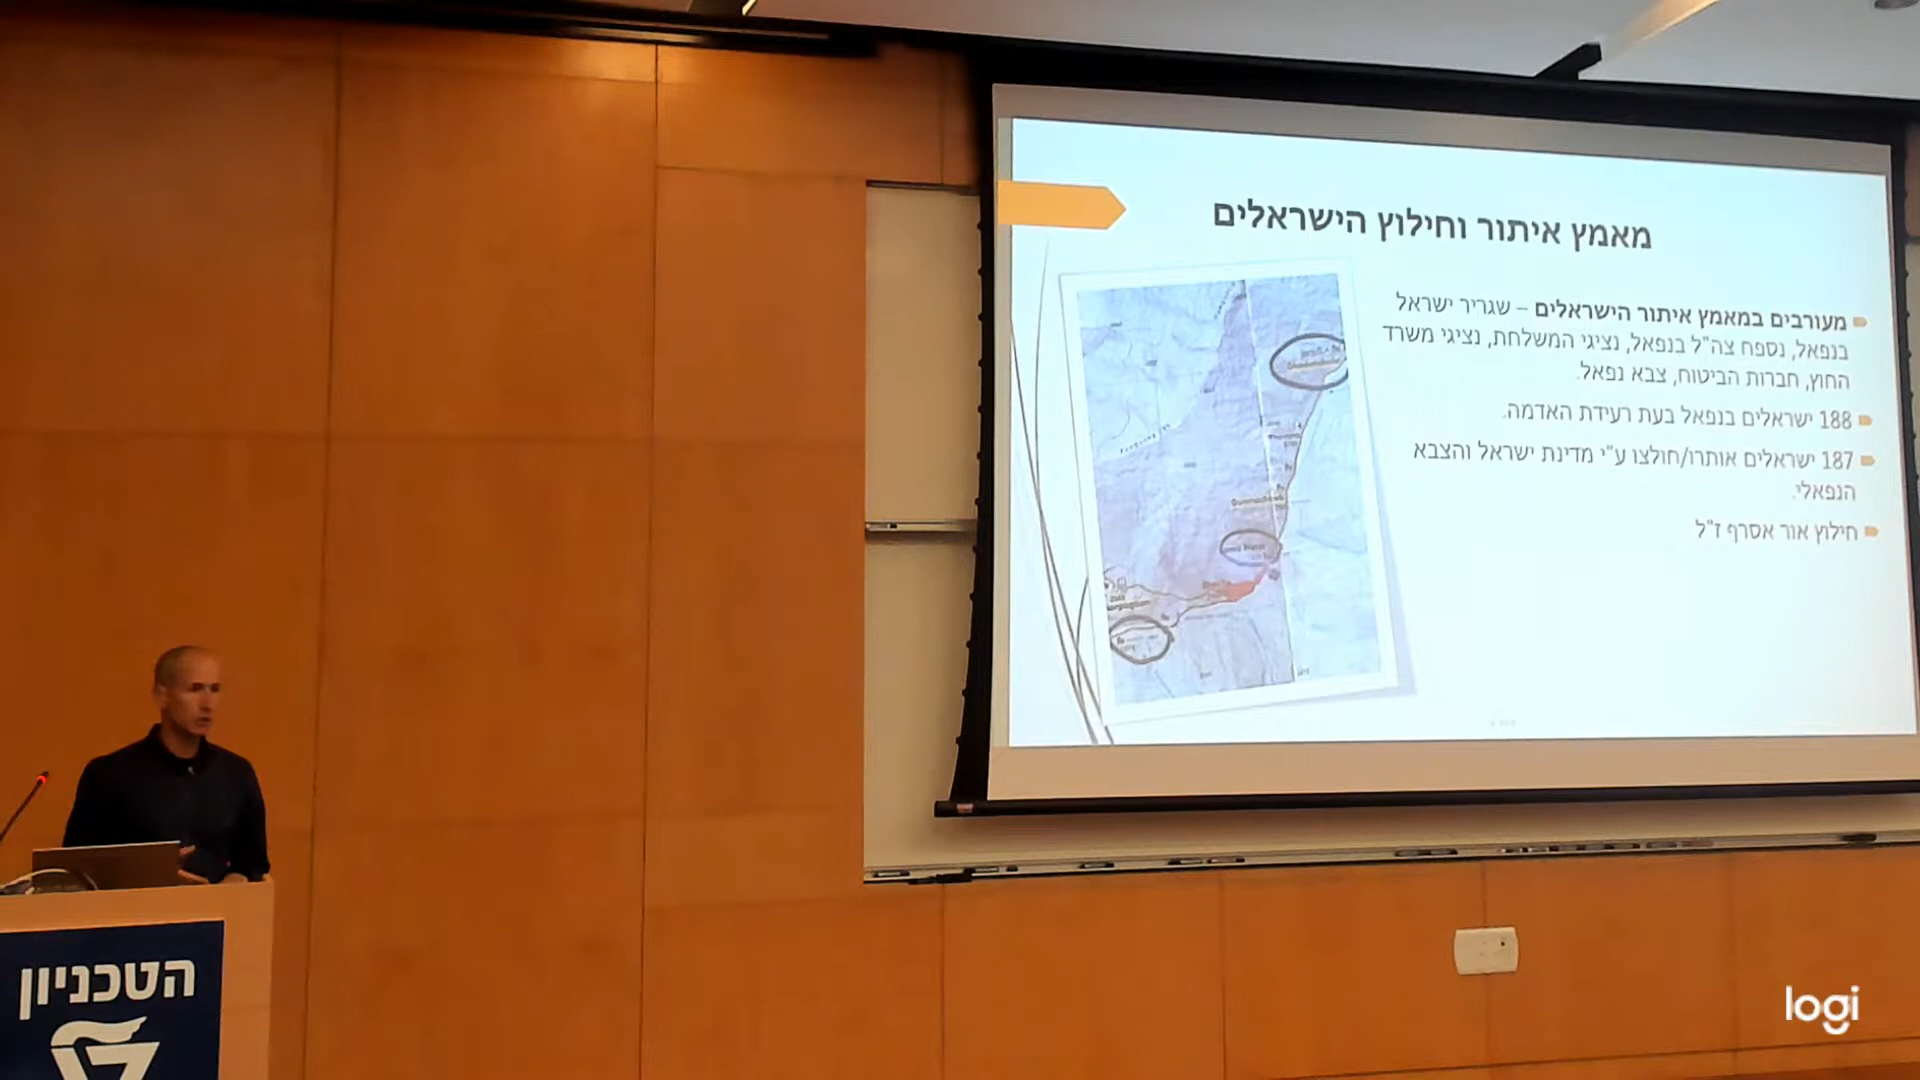 מאמץ איתור וחילוץ הישראלים
מעורבים במאמץ איתור הישראלים – שגריר ישראל
בנפאל, נספח צה"ל בנפאל, נציגי המשלחת, נציגי משרד
החוץ, חברות הביטוח, צבא נפאל.
188 ישראלים בנפאל בעת רעידת האדמה.
187 ישראלים אותרו/חולצו ע"י מדינת ישראל והצבא
הנפאלי.
חילוץ אור אסרף ז"ל
הטכניון
logi